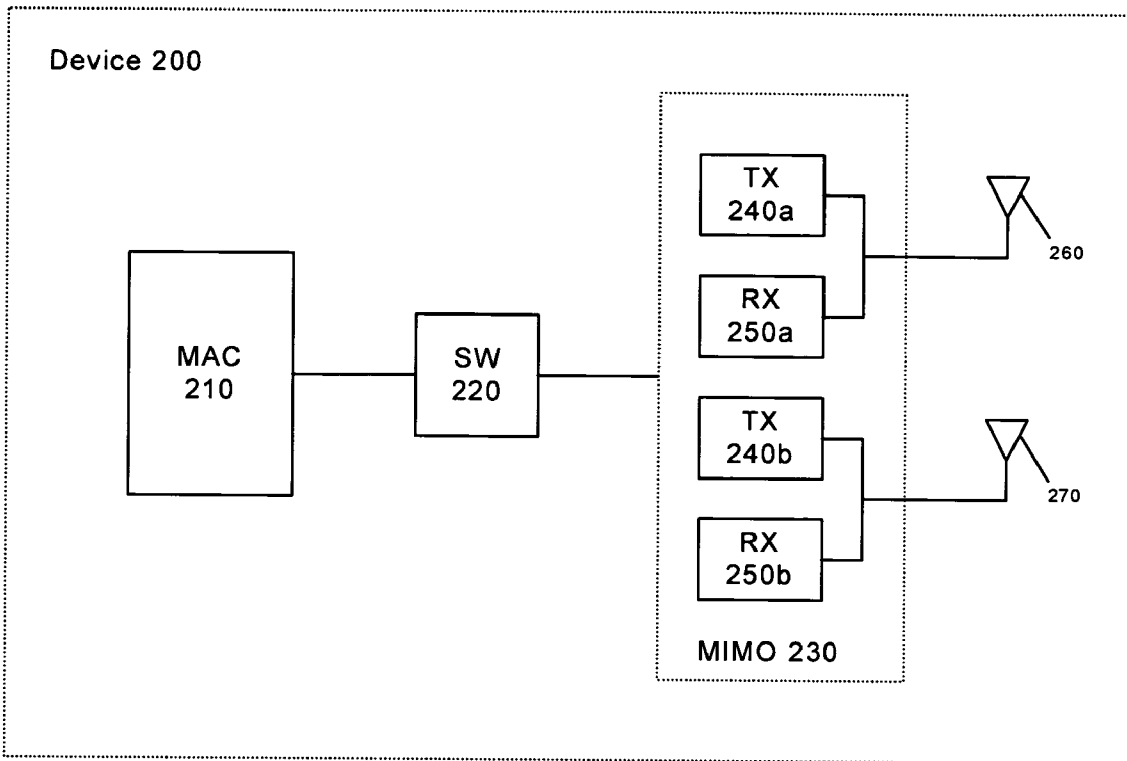 Device 200
MAC
210
SW
220
TX
240a
RX
250a
TX
240b
RX
250b
MIMO 230
260
270